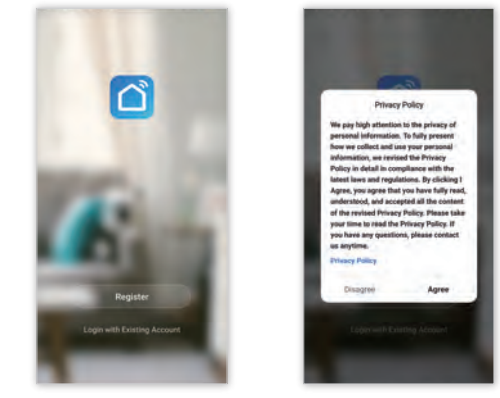 Register
Login with Existing Account
Privacy Policy
We pay high attention to the privacy of
personal information. To fully present
how we collect and use your personal
information, we revised the Privacy
Policy in detail in compliance with the
latest laws and regulations. By clicking I
Agree, you agree that you have fully read,
understood, and accepted all the content
of the revised Privacy Policy. Please take
your time to read the Privacy Policy. If
you have any questions, please contact
us anytime.
Privacy Policy
Disagree Agree
Login with Existing Account